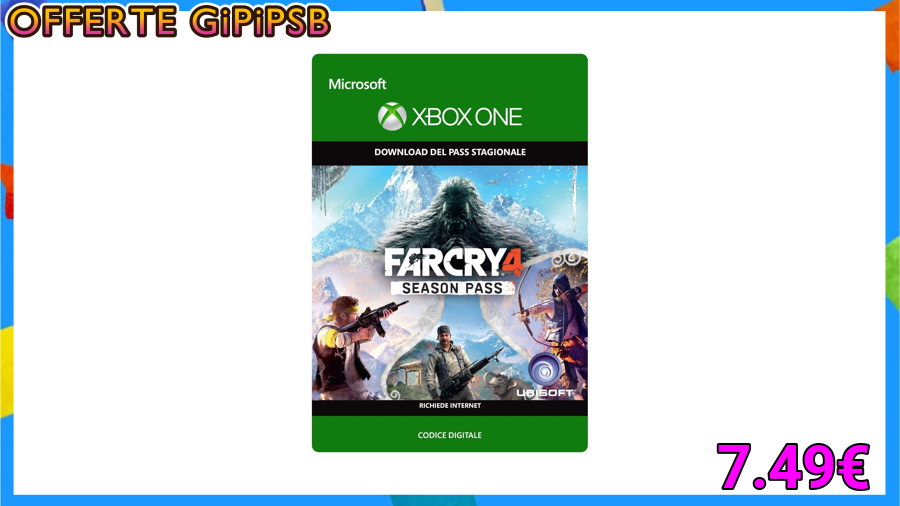 OFFERTE GiPiPSB
Microsoft
XBOX ONE
DOWNLOAD DEL PASS STAGIONALE
FARCRY4
SEASON PASS
UBISOFT
RICHIEDE INTERNET
CODICE DIGITALE
7.49€